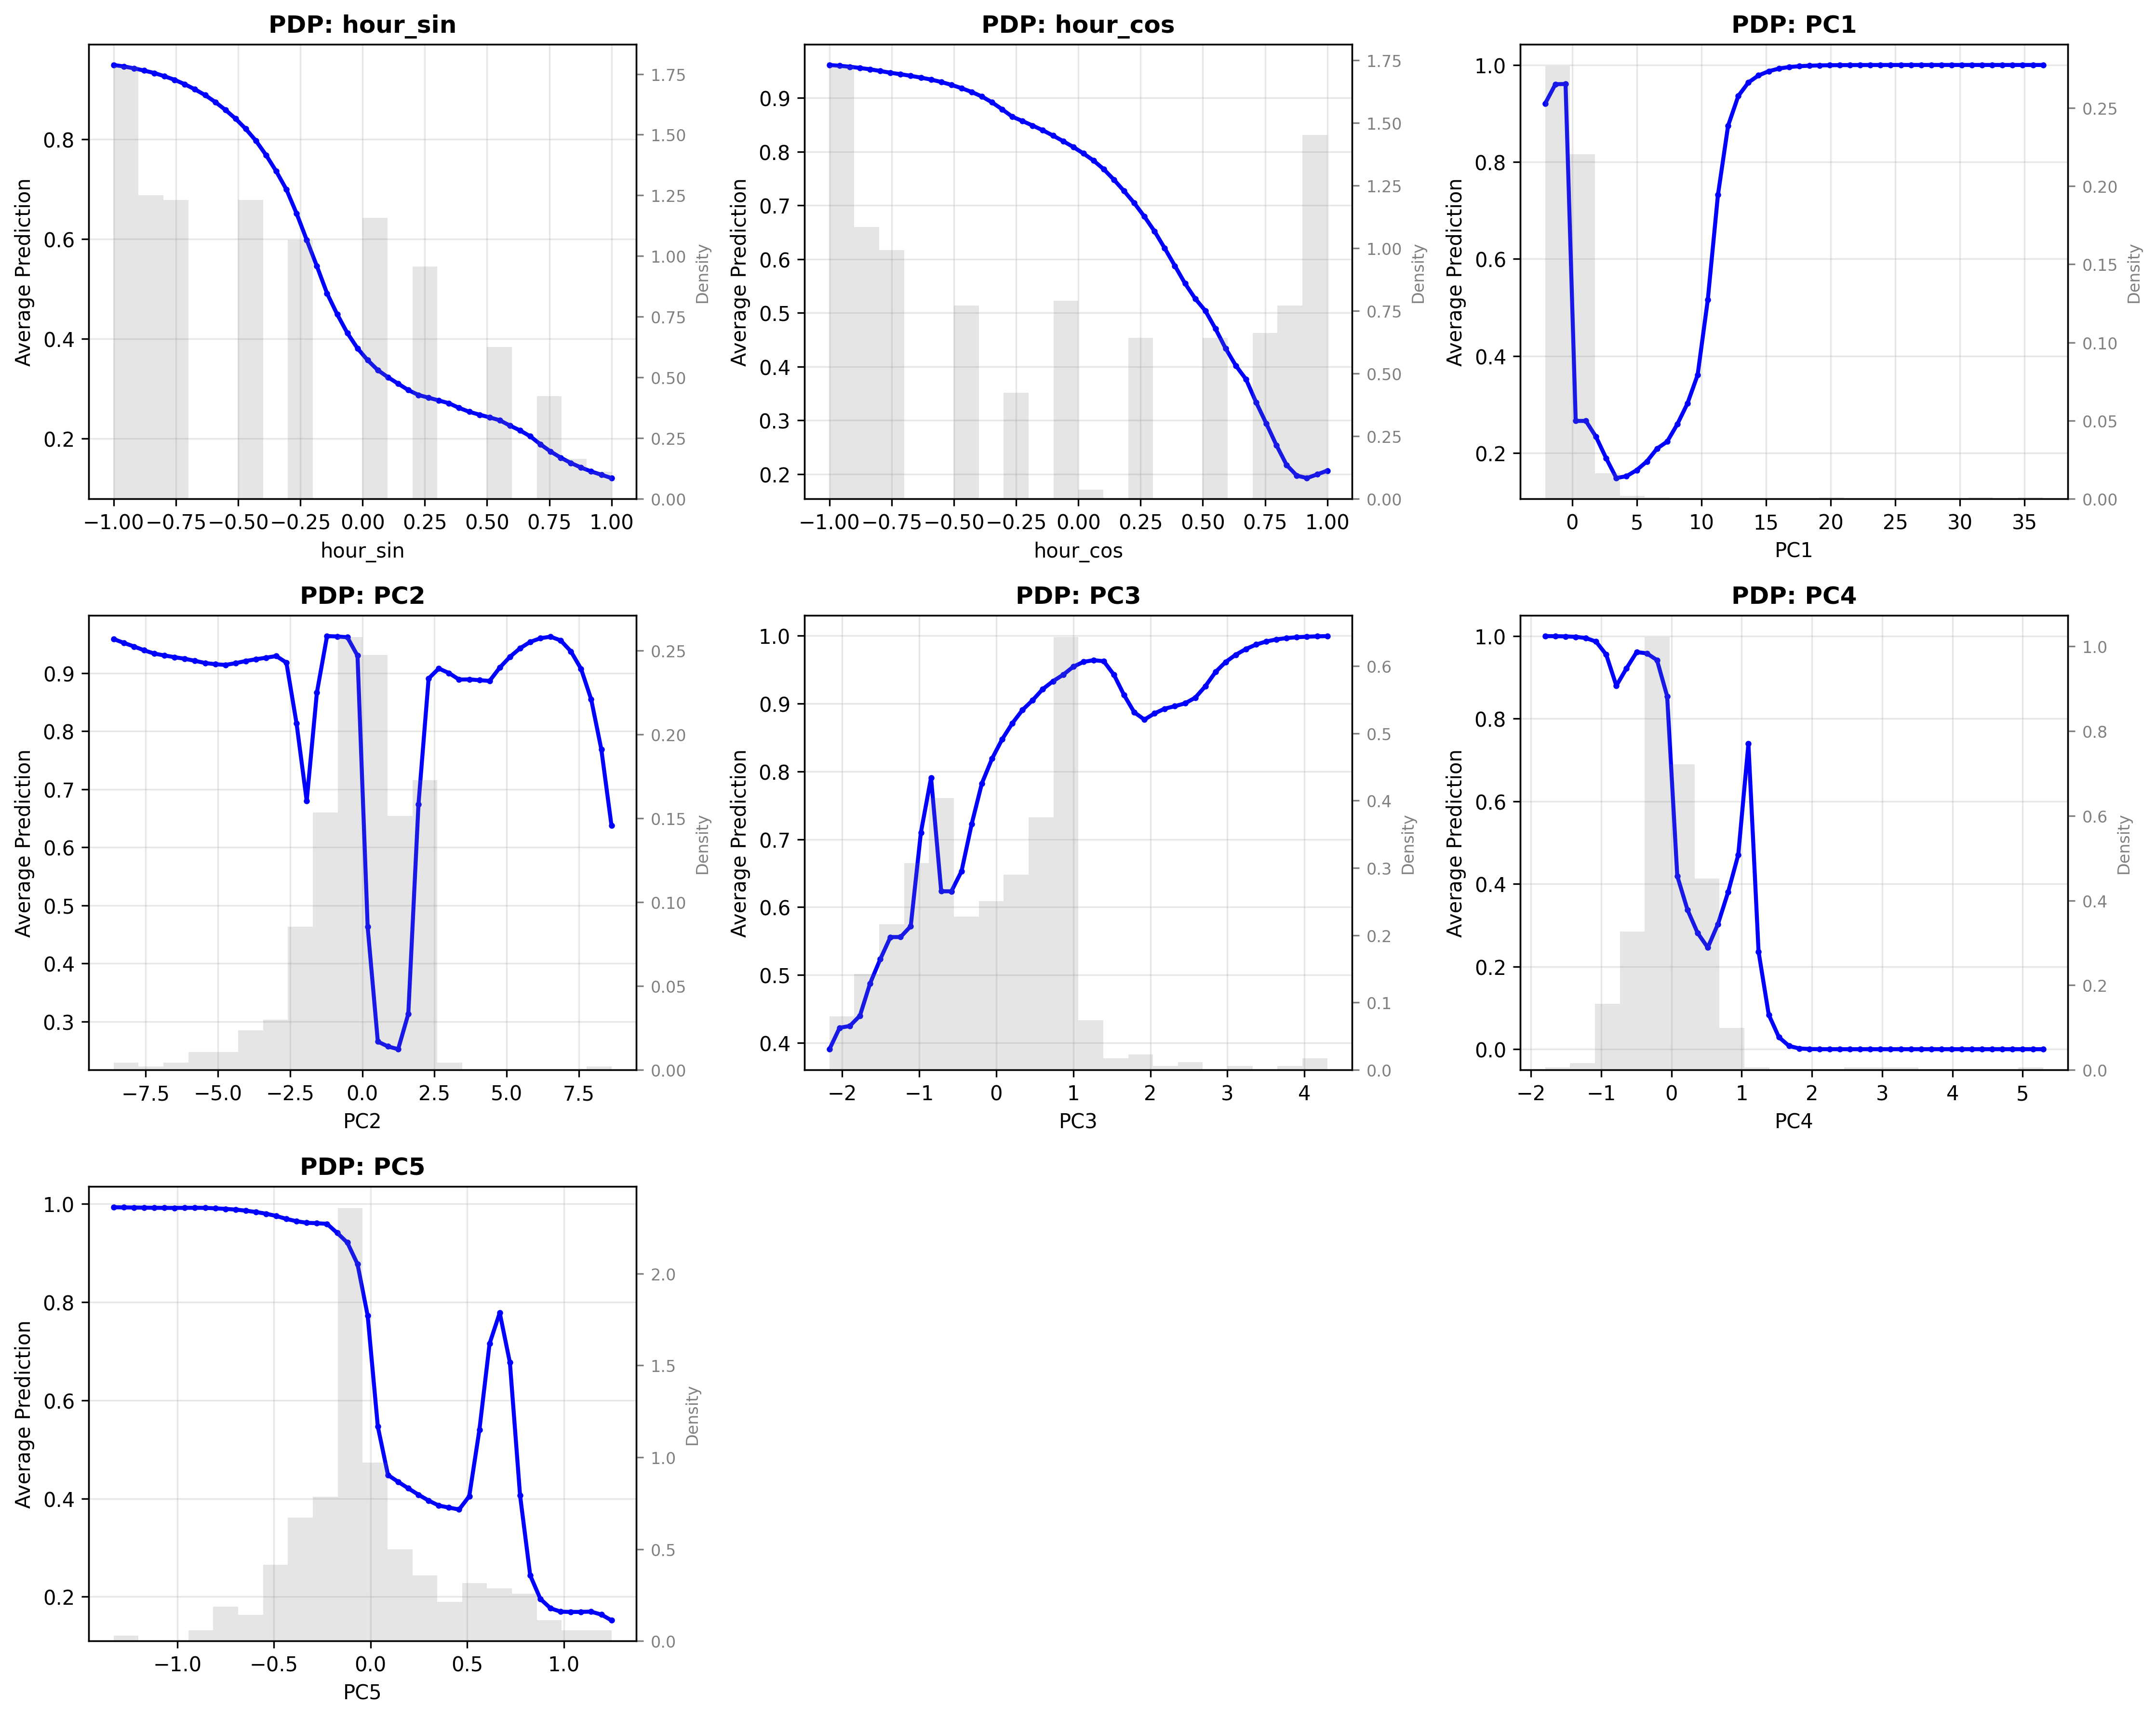 PDP: hour_sin
Average Prediction
0.8
0.6
0.4
0.2
1.75
1.50
1.25
1.00
0.75
0.50
0.25
0.00
Density
−1.00 −0.75 −0.50 −0.25 0.00 0.25 0.50 0.75 1.00
hour_sin
PDP: hour_cos
Average Prediction
0.9
0.8
0.7
0.6
0.5
0.4
0.3
0.2
1.75
1.50
1.25
1.00
0.75
0.50
0.25
0.00
Density
−1.00 −0.75 −0.50 −0.25 0.00 0.25 0.50 0.75 1.00
hour_cos
PDP: PC1
Average Prediction
1.0
0.8
0.6
0.4
0.2
0.25
0.20
0.15
0.10
0.05
0.00
Density
0 5 10 15 20 25 30 35
PC1
PDP: PC2
Average Prediction
0.9
0.8
0.7
0.6
0.5
0.4
0.3
0.25
0.20
0.15
0.10
0.05
0.00
Density
−7.5 −5.0 −2.5 0.0 2.5 5.0 7.5
PC2
PDP: PC3
Average Prediction
1.0
0.9
0.8
0.7
0.6
0.5
0.4
0.6
0.5
0.4
0.3
0.2
0.1
0.0
Density
−2 −1 0 1 2 3 4
PC3
PDP: PC4
Average Prediction
1.0
0.8
0.6
0.4
0.2
0.0
1.0
0.8
0.6
0.4
0.2
0.0
Density
−2 −1 0 1 2 3 4 5
PC4
PDP: PC5
Average Prediction
1.0
0.8
0.6
0.4
0.2
2.0
1.5
1.0
0.5
0.0
Density
−1.0 −0.5 0.0 0.5 1.0
PC5